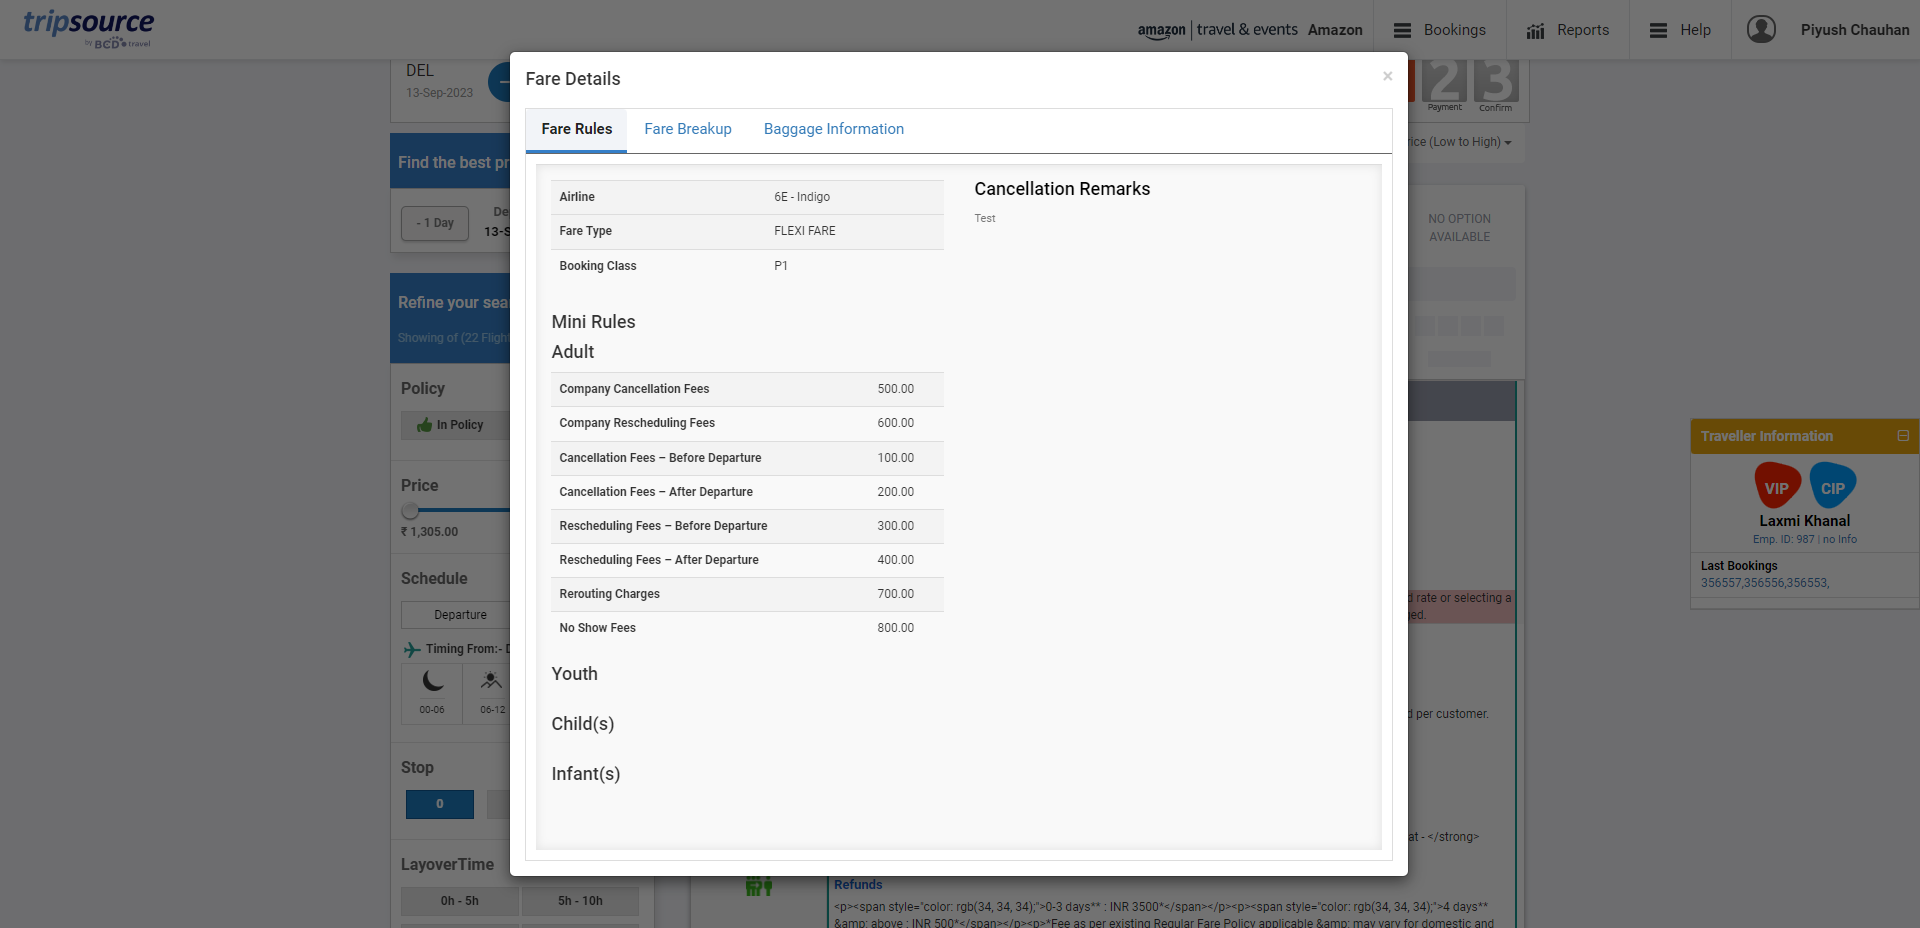 tripsource
by BCD travel
amazon | travel & events Amazon
Bookings
Reports
Help
Piyush Chauhan
DEL
13-Sep-2023
2 3
Payment Confirm
Fare Details
×
Fare Rules
Fare Breakup
Baggage Information
Find the best pr
rice (Low to High)
- 1 Day
De
13-S
Airline 6E - Indigo
Fare Type FLEXI FARE
Booking Class P1
Cancellation Remarks
Test
NO OPTION
AVAILABLE
Refine your sea
Showing of (22 Flight
Mini Rules
Adult
Company Cancellation Fees 500.00
Company Rescheduling Fees 600.00
Cancellation Fees – Before Departure 100.00
Cancellation Fees – After Departure 200.00
Rescheduling Fees – Before Departure 300.00
Rescheduling Fees – After Departure 400.00
Rerouting Charges 700.00
No Show Fees 800.00
Youth
Child(s)
Infant(s)
Policy
In Policy
Price
₹ 1,305.00
Schedule
Departure
Timing From:- D
00-06
06-12
Stop
0
LayoverTime
0h - 5h
5h - 10h
Traveller Information
VIP CIP
Laxmi Khanal
Emp. ID: 987 | no Info
Last Bookings
356557,356556,356553,
d rate or selecting a
ged.
d per customer.
at - </strong>
Refunds
<p><span style="color: rgb(34, 34, 34);">0-3 days** : INR 3500*</span></p><p><span style="color: rgb(34, 34, 34);">4 days**
&amp; above : INR 500*</span></p><p>*Fee as per existing Regular Fare Policy applicable &amp; may vary for domestic and